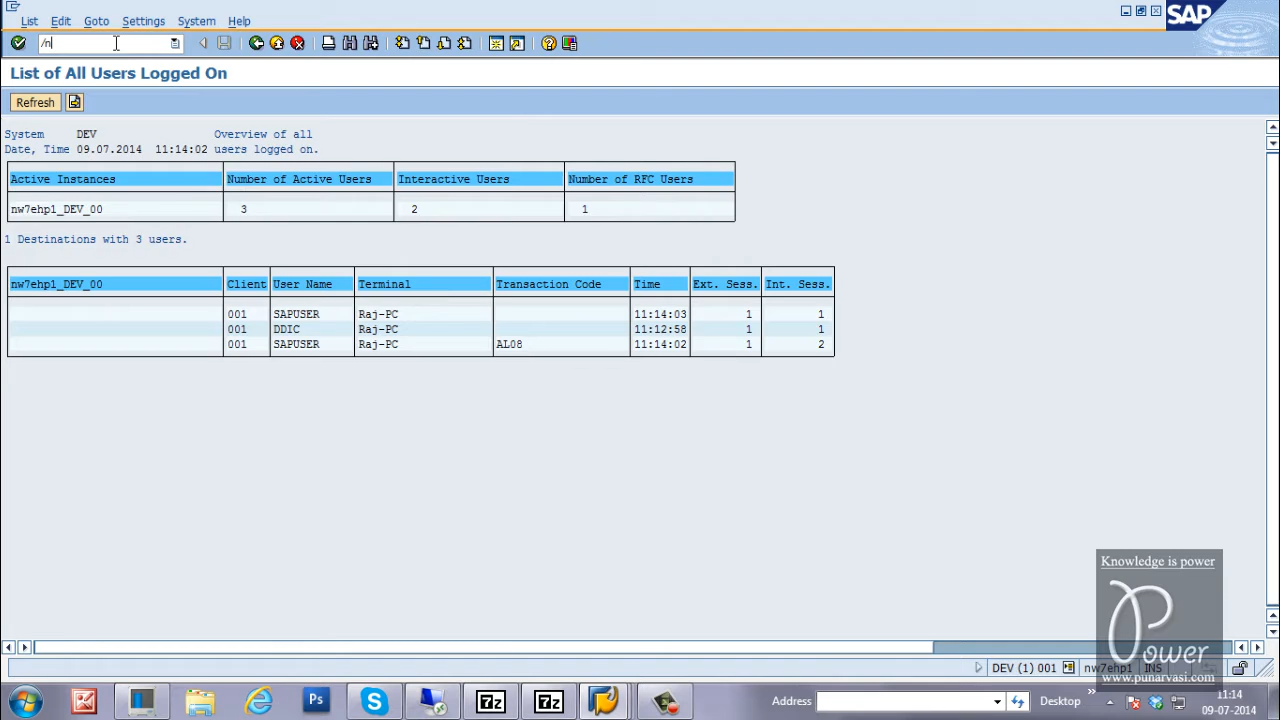 List Edit Goto Settings System Help
SAP
/n
List of All Users Logged On
Refresh
System DEV Overview of all
Date, Time 09.07.2014 11:14:02 users logged on.
Active Instances Number of Active Users Interactive Users Number of RFC Users
nw7ehp1_DEV_00 3 2 1
1 Destinations with 3 users.
nw7ehp1_DEV_00 Client User Name Terminal Transaction Code Time Ext. Sess. Int. Sess.
001 SAPUSER Raj-PC 11:14:03 1 1
001 DDIC Raj-PC 11:12:58 1 1
001 SAPUSER Raj-PC AL08 11:14:02 1 2
Knowledge is power
Power
www.punarvasi.com
DEV (1) 001 nw7ehp1 INS
Ps
7z
7z
Address
Desktop
11:14
09-07-2014